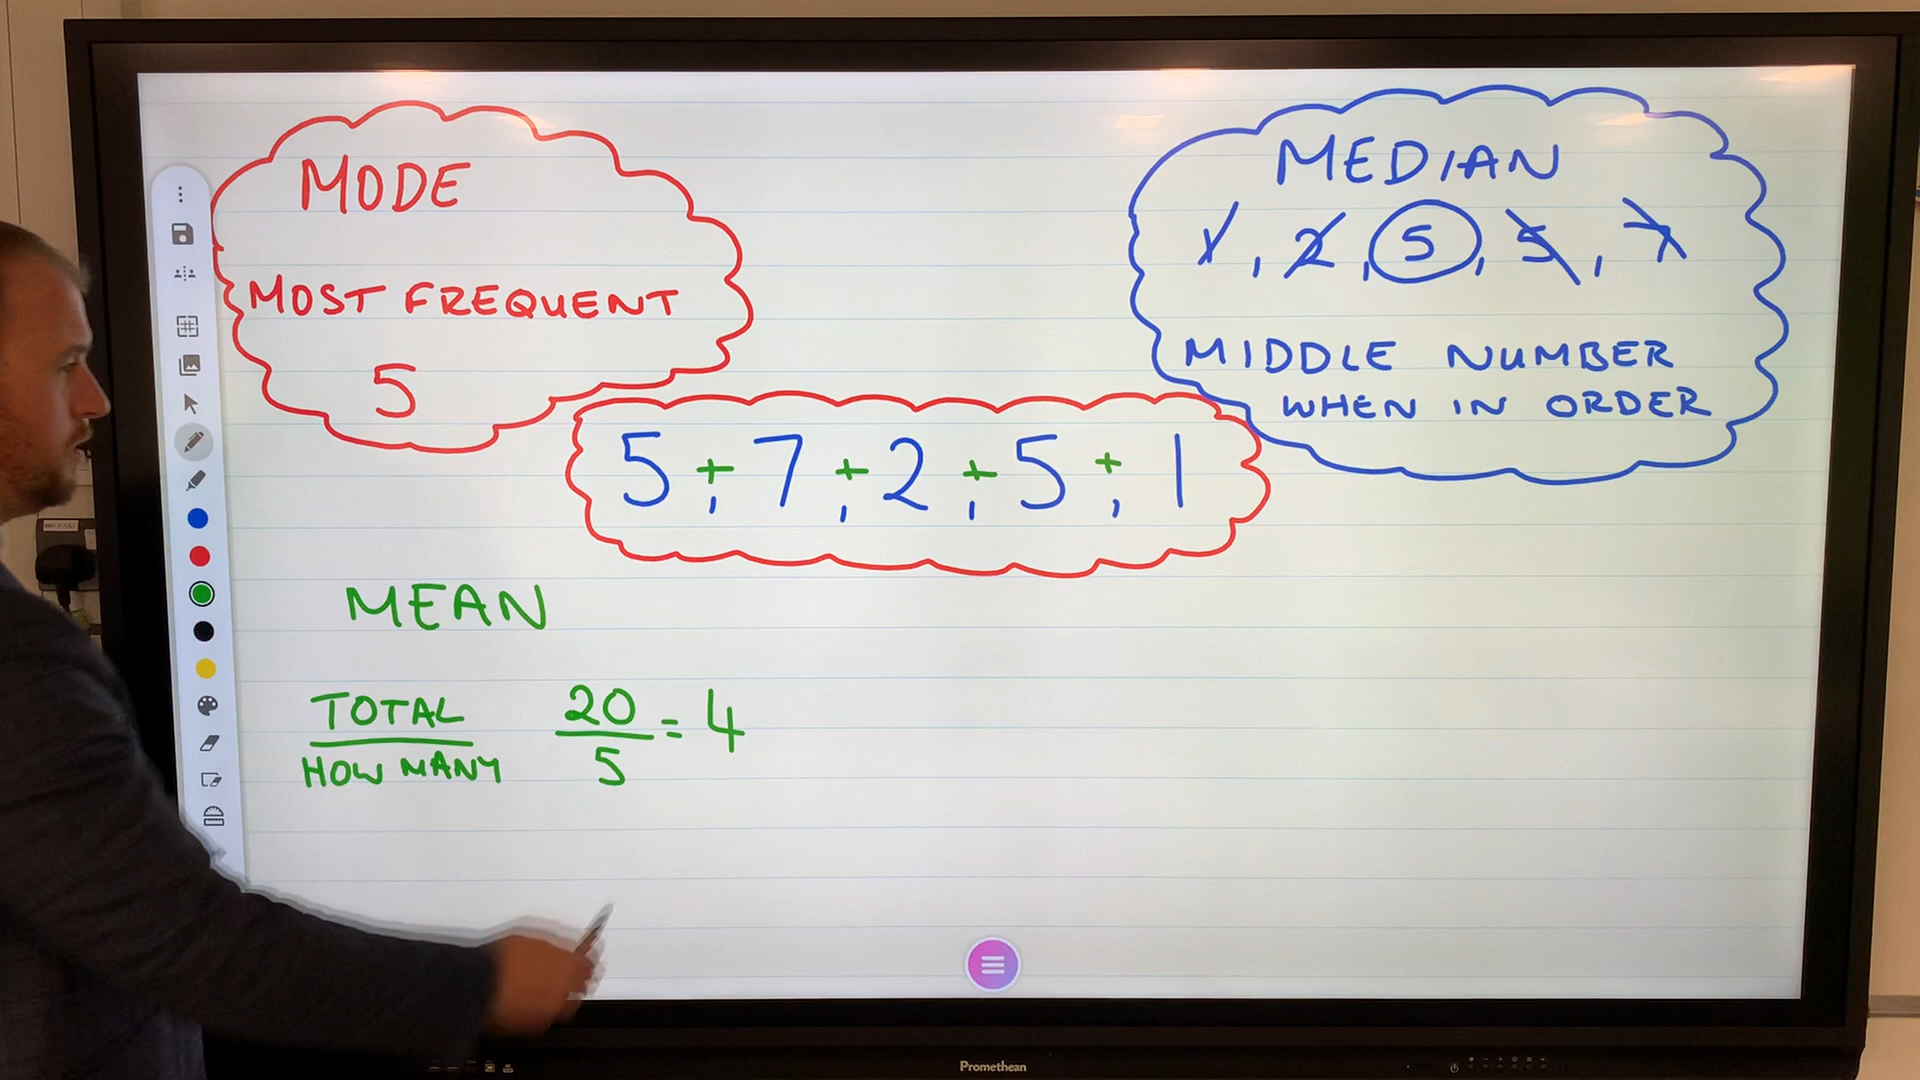 MODE
MOST FREQUENT
5
MEDIAN
1, 2, 5, 5, 7
MIDDLE NUMBER
WHEN IN ORDER
5 +, 7 +, 2 +, 5 +, 1
MEAN
TOTAL
HOW MANY
20
5
= 4
Promethean